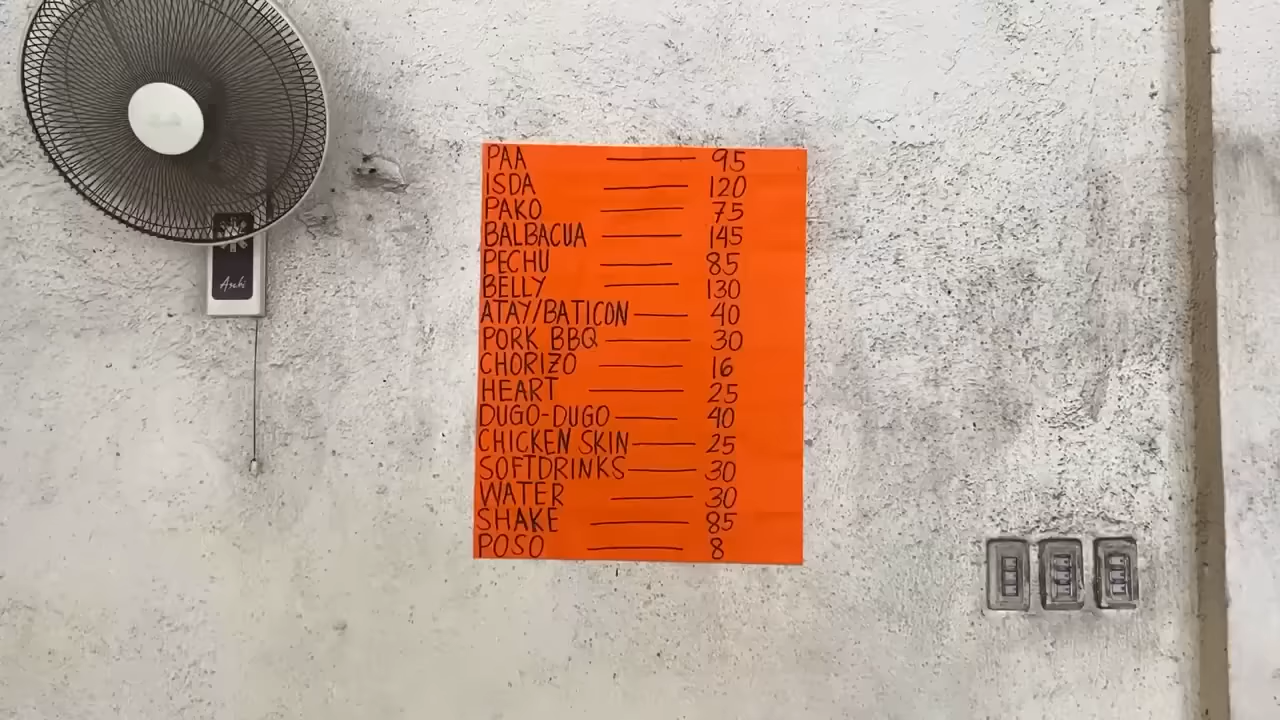 PAA 95
ISDA 120
PAKO 75
BALBACUA 145
PECHU 85
BELLY 130
ATAY/BATICON 40
PORK BBQ 30
CHORIZO 16
HEART 25
DUGO-DUGO 40
CHICKEN SKIN 25
SOFTDRINKS 30
WATER 30
SHAKE 85
POSO 8
Asahi